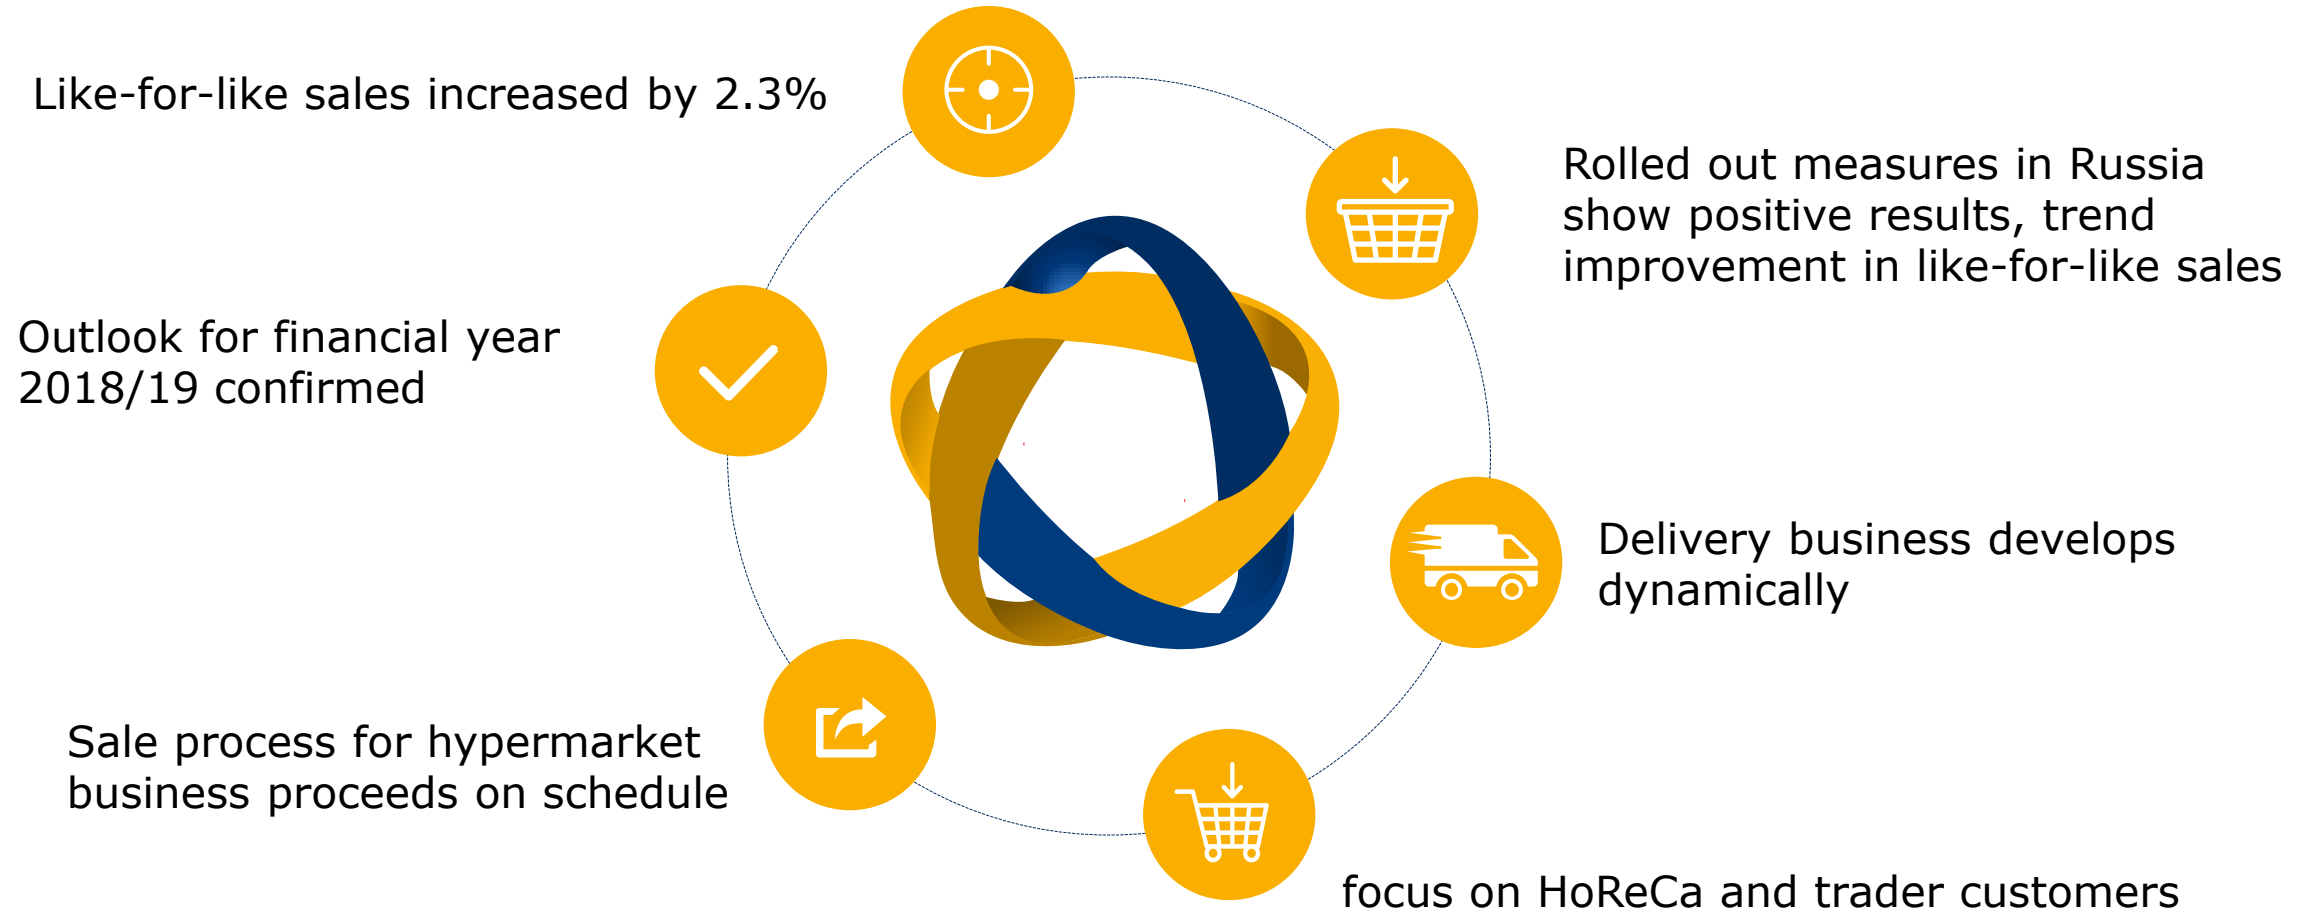 Like-for-like sales increased by 2.3%
Rolled out measures in Russia
show positive results, trend
improvement in like-for-like sales
Outlook for financial year
2018/19 confirmed
Delivery business develops
dynamically
Sale process for hypermarket
business proceeds on schedule
focus on HoReCa and trader customers